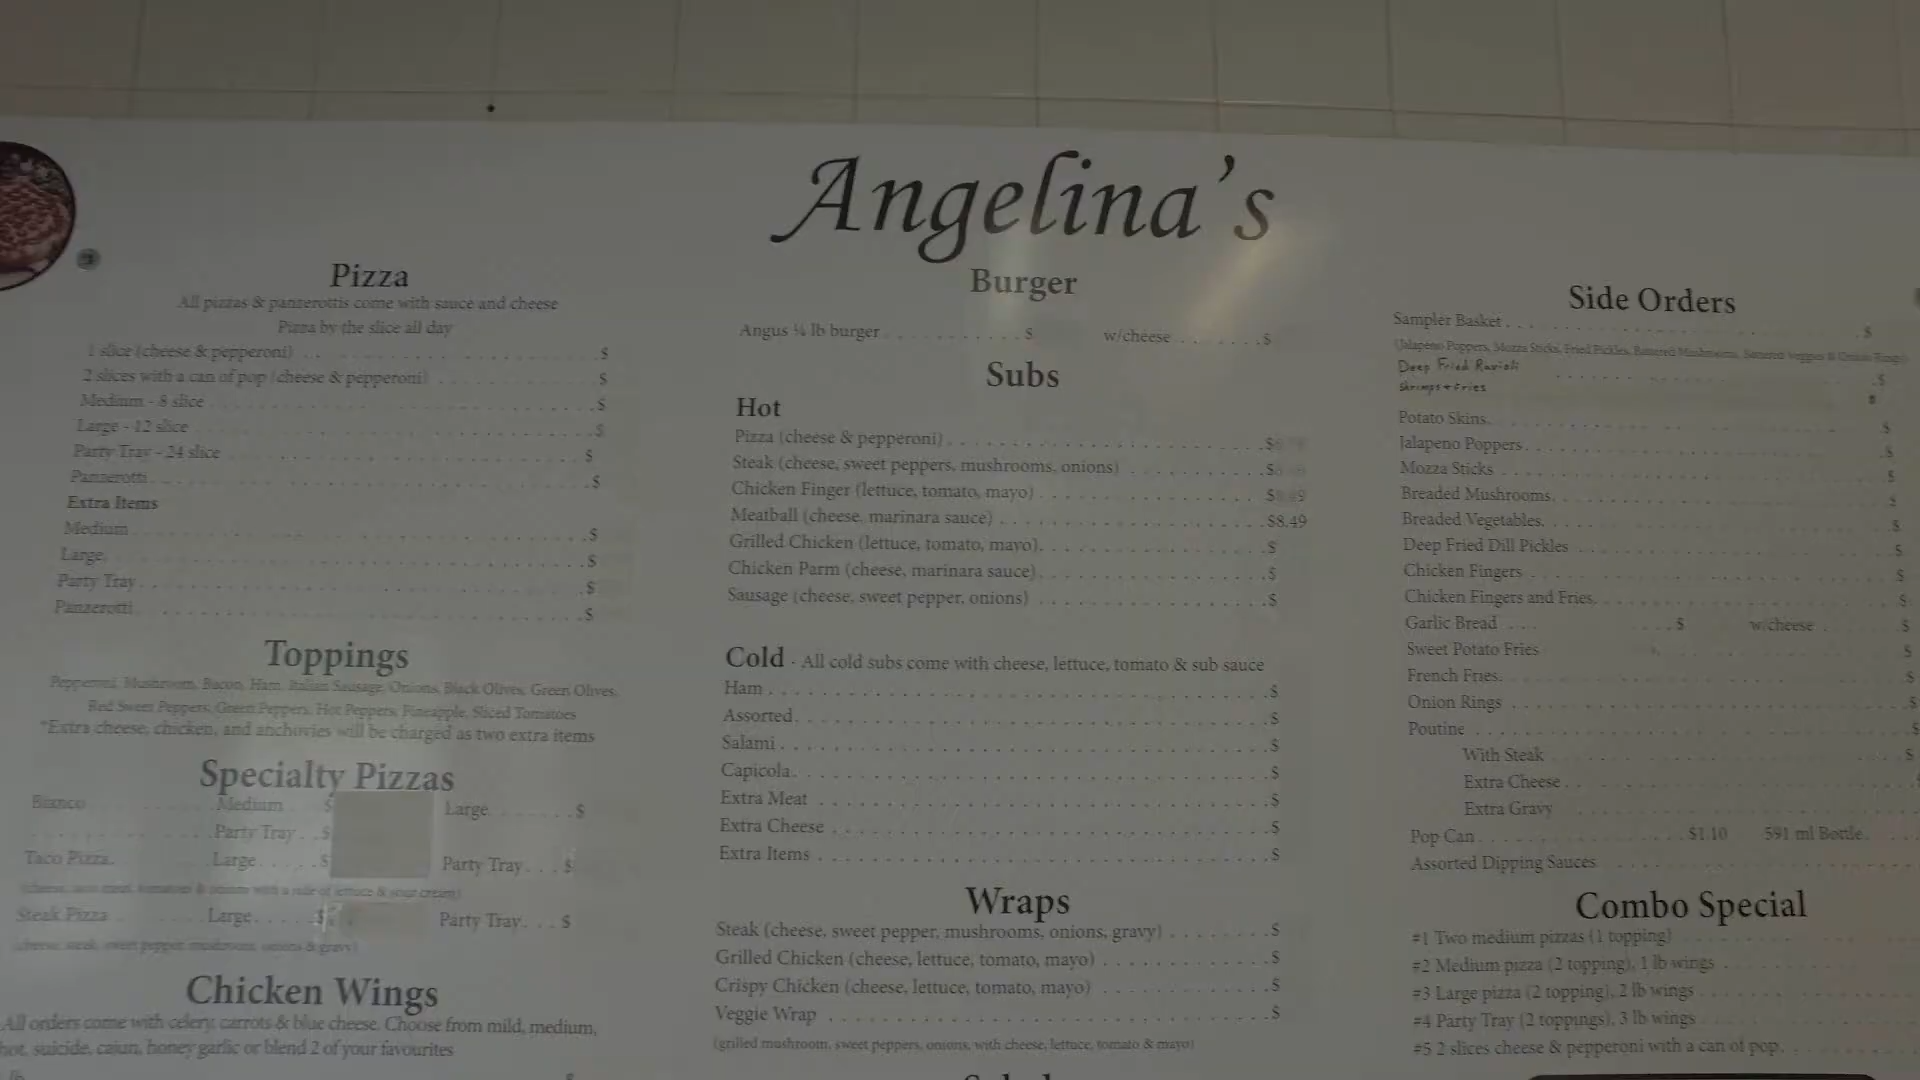 Angelina's
Pizza
All pizzas & panzerottis come with sauce and cheese
Pizza by the slice all day
1 slice (cheese & pepperoni) $
2 slices with a can of pop (cheese & pepperoni) $
Medium - 8 slice $
Large - 12 slice $
Party Tray - 24 slice $
Panzerotti $
Extra Items
Medium $
Large $
Party Tray $
Panzerotti $
Toppings
Pepperoni, Mushroom, Bacon, Ham, Italian Sausage, Onions, Black Olives, Green Olives,
Red Sweet Peppers, Green Peppers, Hot Peppers, Pineapple, Sliced Tomatoes
*Extra cheese, chicken, and anchovies will be charged as two extra items
Specialty Pizzas
Bianco Medium $ Large $
Party Tray $
Taco Pizza Large $ Party Tray $
Steak Pizza Large $ Party Tray $
(cheese, steak, sweet pepper, mushroom, onions & gravy)
Chicken Wings
All orders come with celery, carrots & blue cheese. Choose from mild, medium,
hot, suicide, cajun, honey garlic or blend 2 of your favourites
lb
Burger
Angus ¼ lb burger $ w/cheese $
Subs
Hot
Pizza (cheese & pepperoni) $
Steak (cheese, sweet peppers, mushrooms, onions) $
Chicken Finger (lettuce, tomato, mayo) $
Meatball (cheese, marinara sauce) $8.49
Grilled Chicken (lettuce, tomato, mayo) $
Chicken Parm (cheese, marinara sauce) $
Sausage (cheese, sweet pepper, onions) $
Cold - All cold subs come with cheese, lettuce, tomato & sub sauce
Ham $
Assorted $
Salami $
Capicola $
Extra Meat $
Extra Cheese $
Extra Items $
Wraps
Steak (cheese, sweet pepper, mushrooms, onions, gravy) $
Grilled Chicken (cheese, lettuce, tomato, mayo) $
Crispy Chicken (cheese, lettuce, tomato, mayo) $
Veggie Wrap $
(grilled mushroom, sweet peppers, onions, with cheese, lettuce, tomato & mayo)
Side Orders
Sampler Basket $
(Jalapeno Poppers, Mozza Sticks, Fried Pickles, Battered Mushrooms, Battered Veggies & Onion Rings)
Deep Fried Ravioli $
Shrimps + Fries $
Potato Skins $
Jalapeno Poppers $
Mozza Sticks $
Breaded Mushrooms $
Breaded Vegetables $
Deep Fried Dill Pickles $
Chicken Fingers $
Chicken Fingers and Fries $
Garlic Bread $ w/cheese $
Sweet Potato Fries $
French Fries $
Onion Rings $
Poutine $
With Steak $
Extra Cheese
Extra Gravy
Pop Can $1.10 591 ml Bottle
Assorted Dipping Sauces
Combo Special
#1 Two medium pizzas (1 topping)
#2 Medium pizza (2 topping), 1 lb wings
#3 Large pizza (2 topping), 2 lb wings
#4 Party Tray (2 toppings), 3 lb wings
#5 2 slices cheese & pepperoni with a can of pop